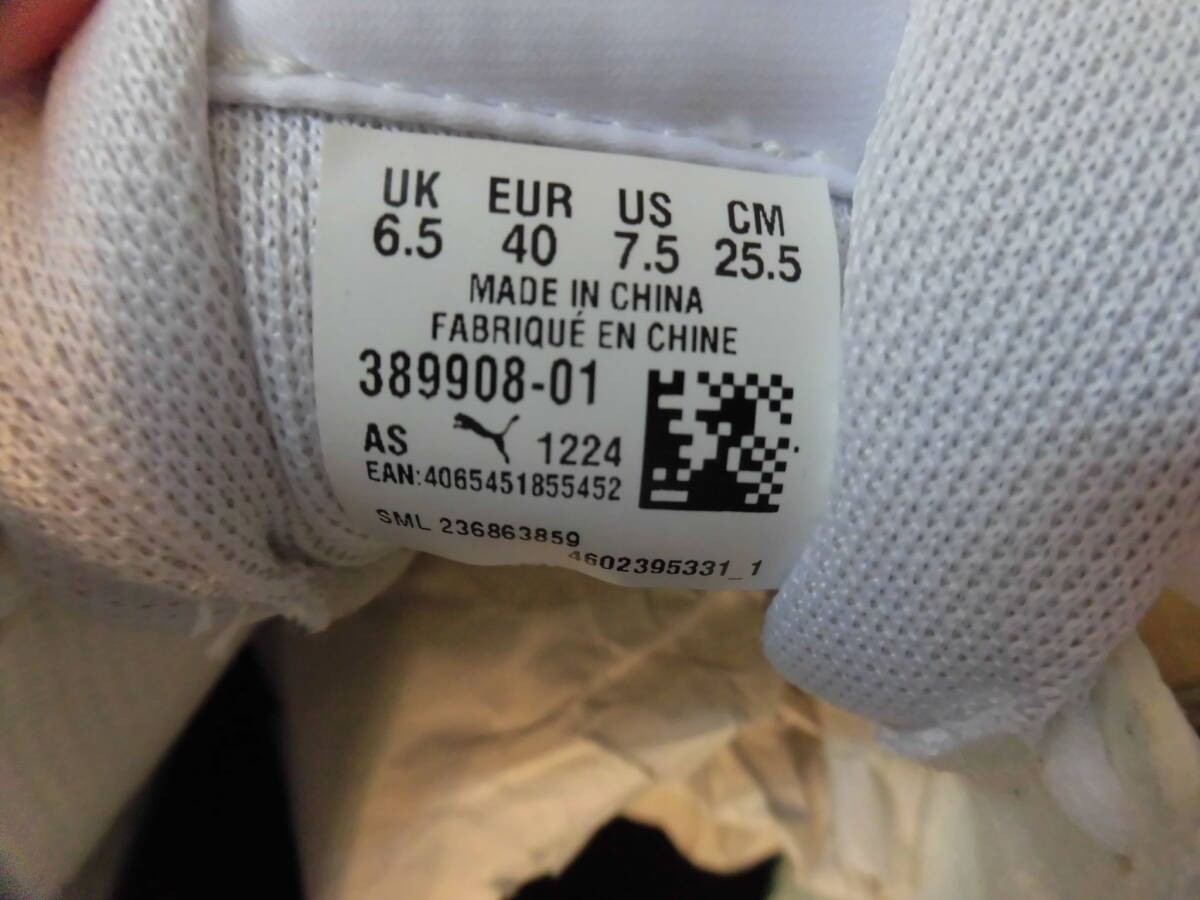 UK EUR US CM
6.5 40 7.5 25.5
MADE IN CHINA
FABRIQUÉ EN CHINE
389908-01
AS 1224
EAN:4065451855452
SML 236863859
4602395331_1